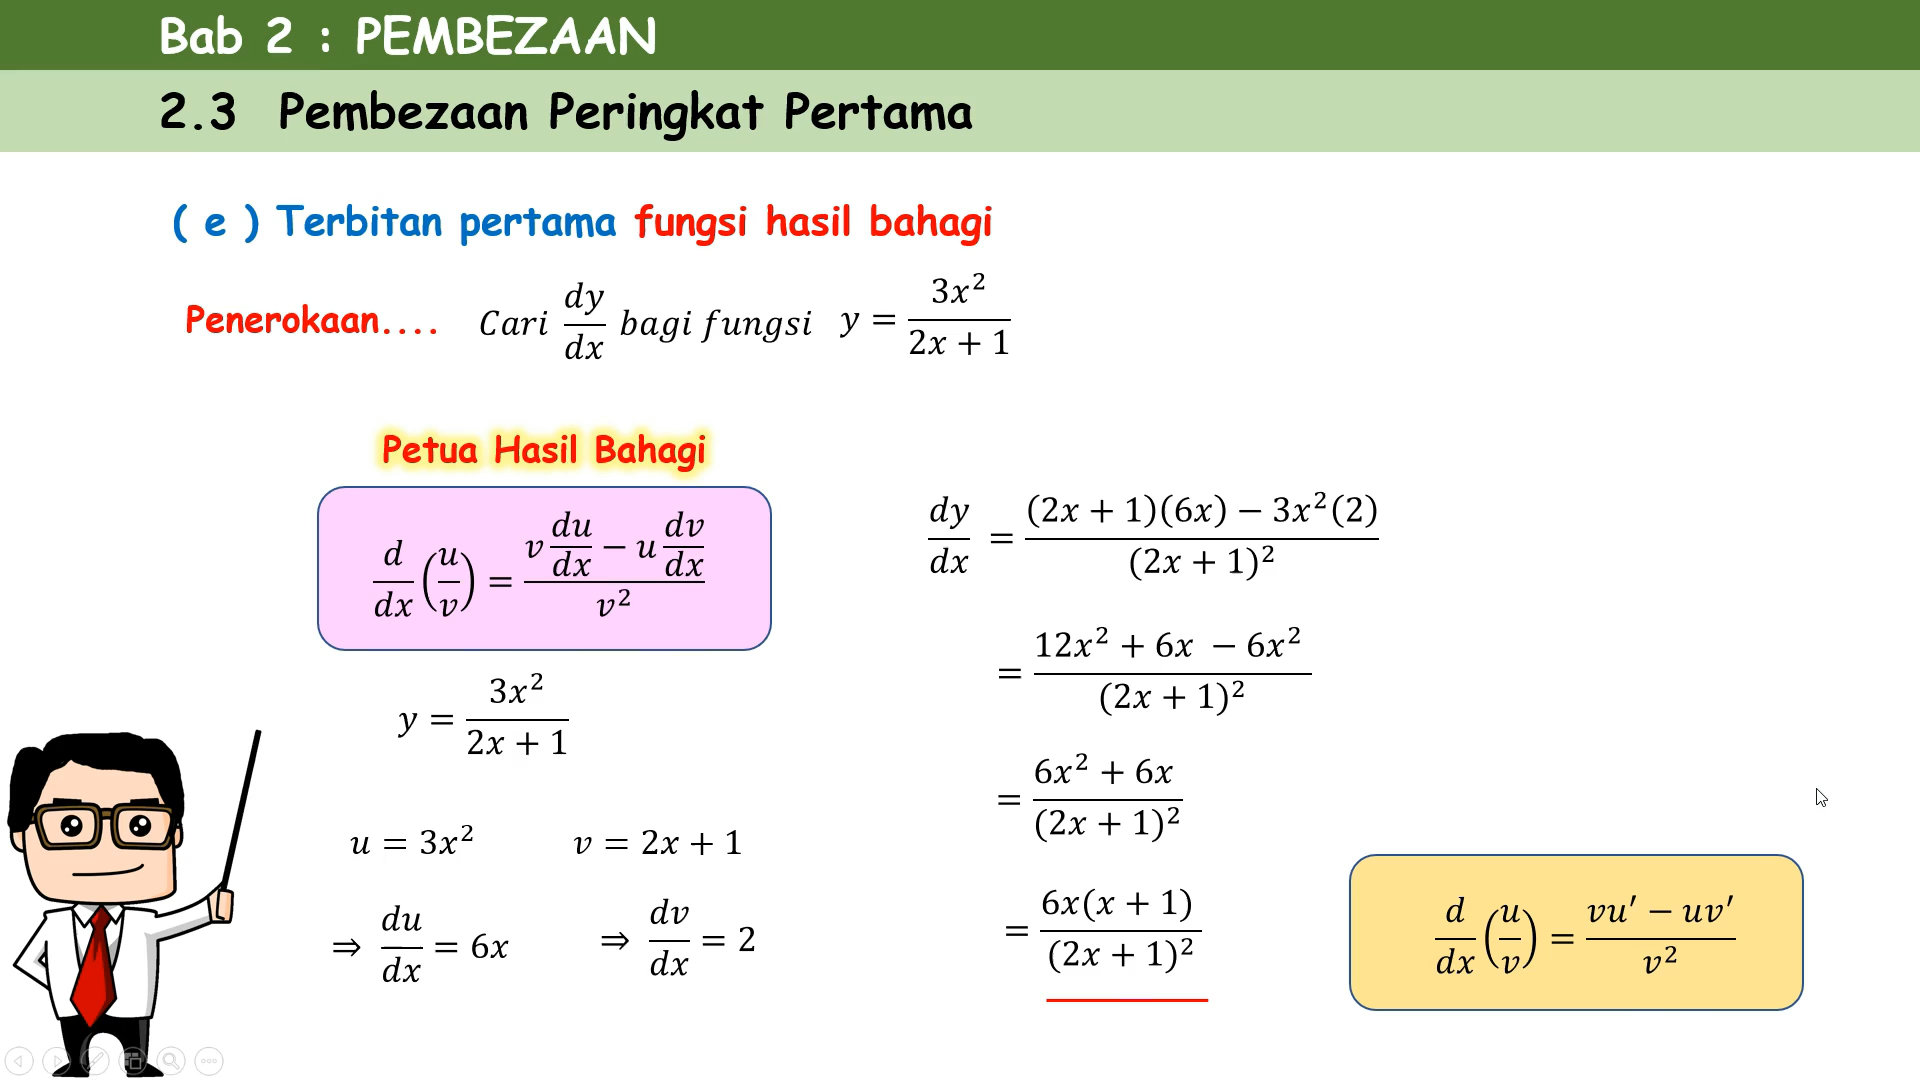 Bab 2 : PEMBEZAAN
2.3 Pembezaan Peringkat Pertama
( e ) Terbitan pertama fungsi hasil bahagi
Penerokaan.... Cari dy/dx bagi fungsi y = 3x²/(2x + 1)
Petua Hasil Bahagi
d/dx (u/v) = (v du/dx − u dv/dx)/v²
y = 3x²/(2x + 1)
u = 3x² v = 2x + 1
⇒ du/dx = 6x ⇒ dv/dx = 2
dy/dx = ((2x + 1)(6x) − 3x²(2))/(2x + 1)²
= (12x² + 6x − 6x²)/(2x + 1)²
= (6x² + 6x)/(2x + 1)²
= 6x(x + 1)/(2x + 1)²
d/dx (u/v) = (vu′ − uv′)/v²